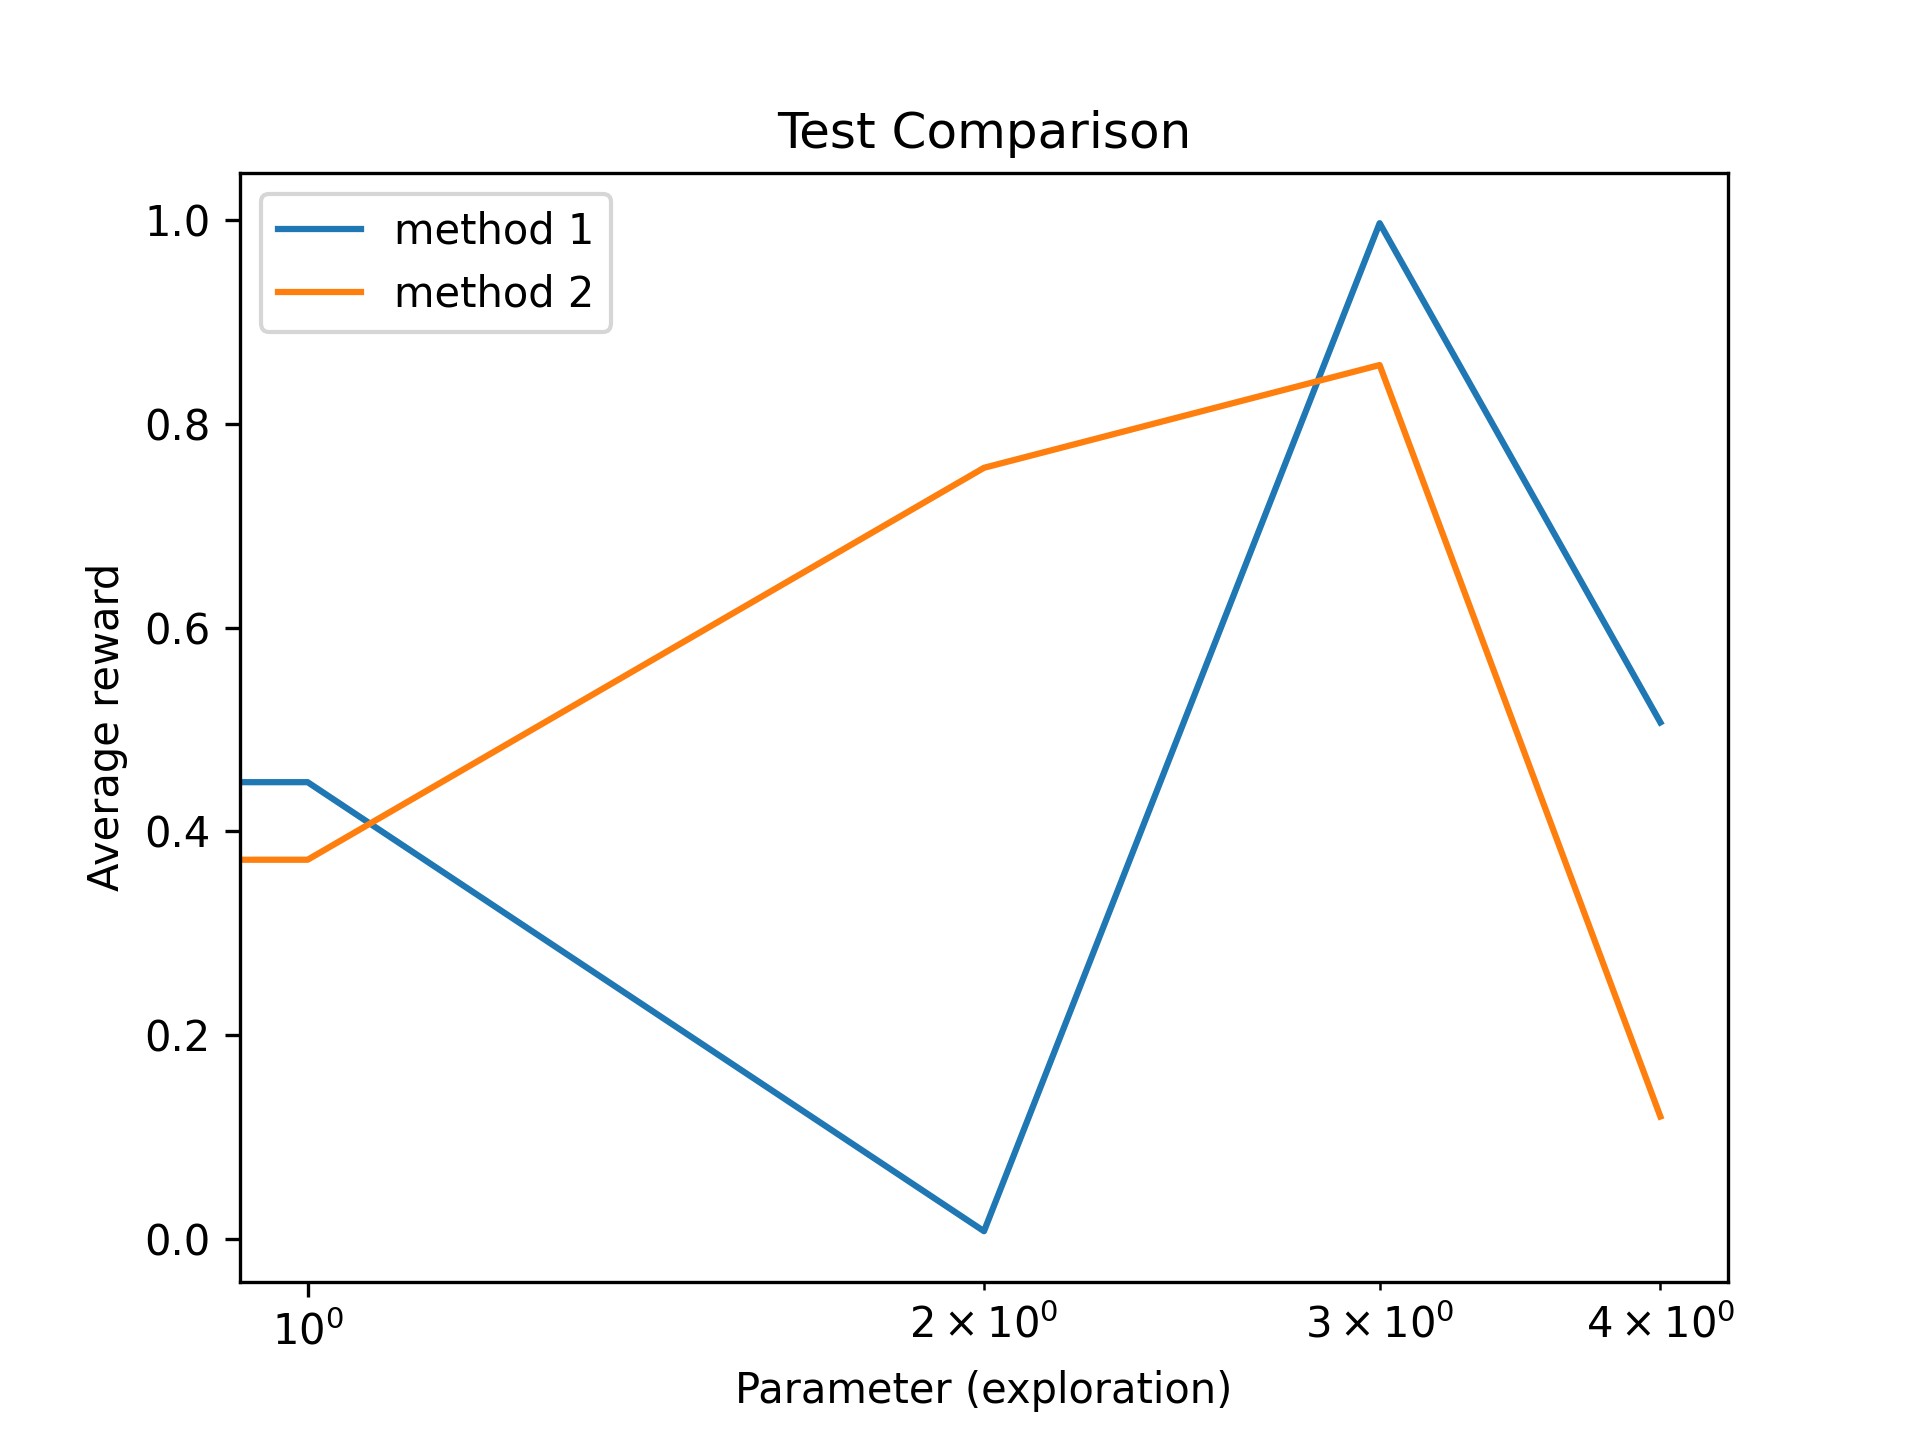 Test Comparison
method 1
method 2
1.0
0.8
0.6
0.4
0.2
0.0
Average reward
10⁰
2 × 10⁰
3 × 10⁰
4 × 10⁰
Parameter (exploration)